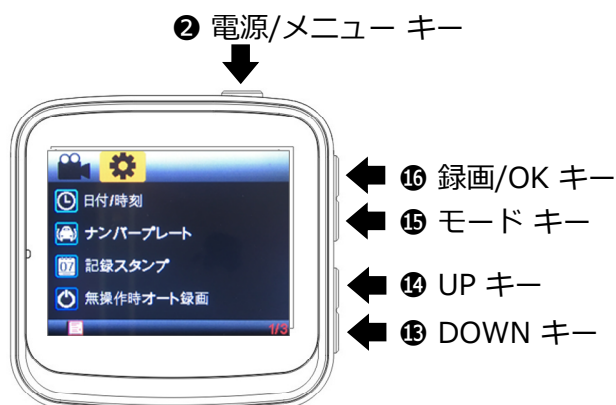 ❷ 電源/メニュー キー
⓰ 録画/OK キー
⓯ モード キー
⓮ UP キー
⓭ DOWN キー
日付/時刻
ナンバープレート
07
記録スタンプ
無操作時オート録画
1/3